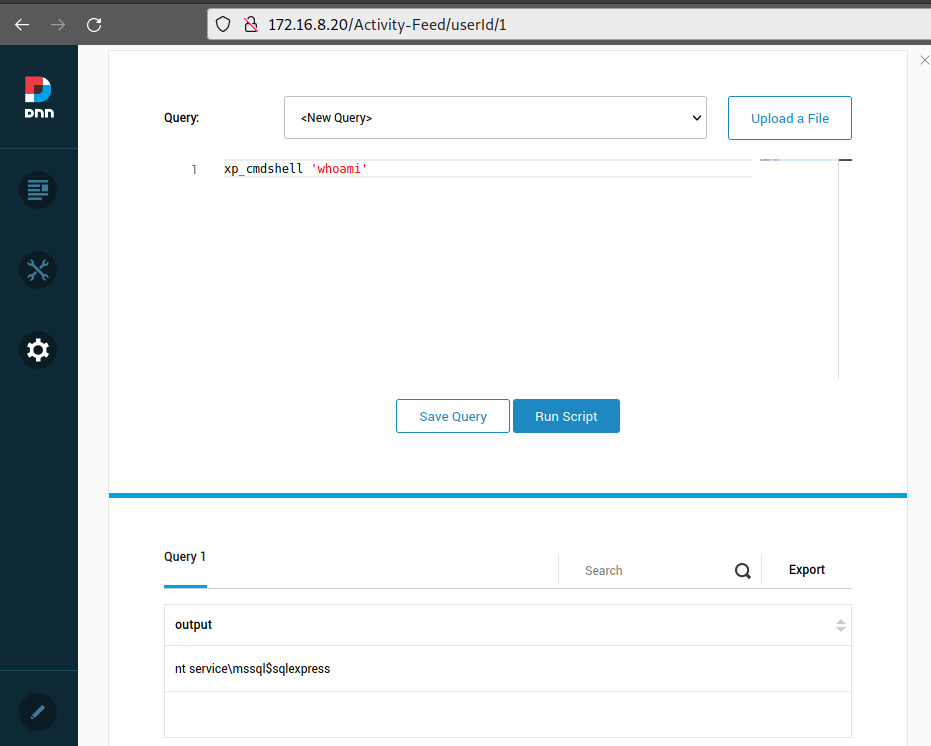 172.16.8.20/Activity-Feed/userId/1
DNN
Query:
<New Query>
Upload a File
1
xp_cmdshell 'whoami'
Save Query
Run Script
Query 1
Search
Export
output
nt service\mssql$sqlexpress